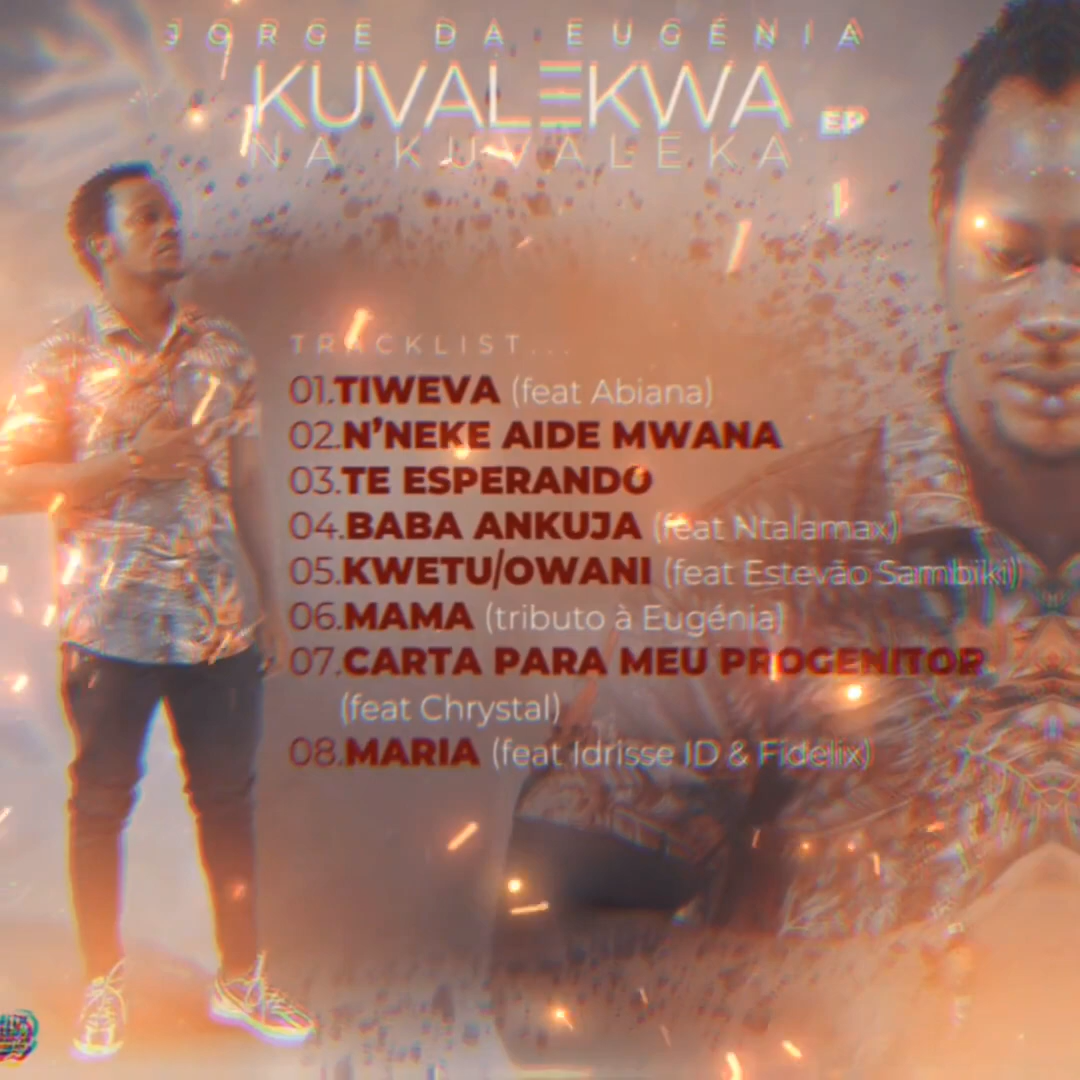 JORGE DA EUGÉNIA
KUVALEKWA EP
NA KUVALEKA
TRACKLIST...
01.TIWEVA (feat Abiana)
02.N’NEKE AIDE MWANA
03.TE ESPERANDO
04.BABA ANKUJA (feat Ntalamax)
05.KWETU/OWANI (feat Estevão Sambiki)
06.MAMA (tributo à Eugénia)
07.CARTA PARA MEU PROGENITOR
(feat Chrystal)
08.MARIA (feat Idrisse ID & Fidélix)